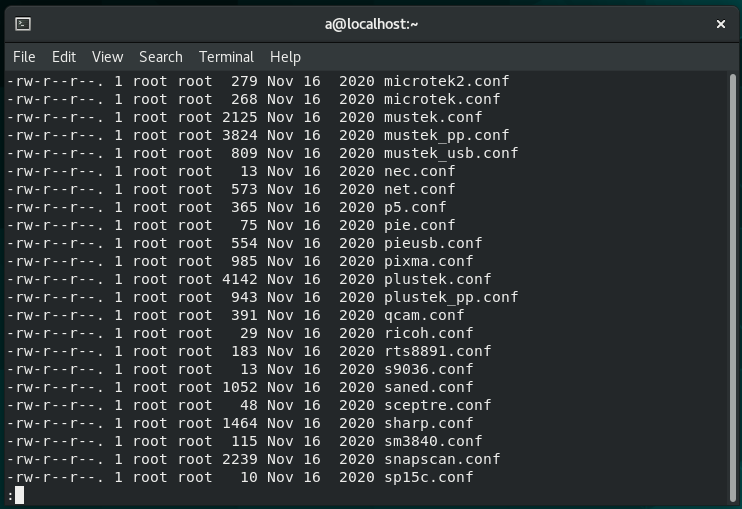 a@localhost:~
File Edit View Search Terminal Help
-rw-r--r--. 1 root root  279 Nov 16  2020 microtek2.conf
-rw-r--r--. 1 root root  268 Nov 16  2020 microtek.conf
-rw-r--r--. 1 root root 2125 Nov 16  2020 mustek.conf
-rw-r--r--. 1 root root 3824 Nov 16  2020 mustek_pp.conf
-rw-r--r--. 1 root root  809 Nov 16  2020 mustek_usb.conf
-rw-r--r--. 1 root root   13 Nov 16  2020 nec.conf
-rw-r--r--. 1 root root  573 Nov 16  2020 net.conf
-rw-r--r--. 1 root root  365 Nov 16  2020 p5.conf
-rw-r--r--. 1 root root   75 Nov 16  2020 pie.conf
-rw-r--r--. 1 root root  554 Nov 16  2020 pieusb.conf
-rw-r--r--. 1 root root  985 Nov 16  2020 pixma.conf
-rw-r--r--. 1 root root 4142 Nov 16  2020 plustek.conf
-rw-r--r--. 1 root root  943 Nov 16  2020 plustek_pp.conf
-rw-r--r--. 1 root root  391 Nov 16  2020 qcam.conf
-rw-r--r--. 1 root root   29 Nov 16  2020 ricoh.conf
-rw-r--r--. 1 root root  183 Nov 16  2020 rts8891.conf
-rw-r--r--. 1 root root   13 Nov 16  2020 s9036.conf
-rw-r--r--. 1 root root 1052 Nov 16  2020 saned.conf
-rw-r--r--. 1 root root   48 Nov 16  2020 sceptre.conf
-rw-r--r--. 1 root root 1464 Nov 16  2020 sharp.conf
-rw-r--r--. 1 root root  115 Nov 16  2020 sm3840.conf
-rw-r--r--. 1 root root 2239 Nov 16  2020 snapscan.conf
-rw-r--r--. 1 root root   10 Nov 16  2020 sp15c.conf
: